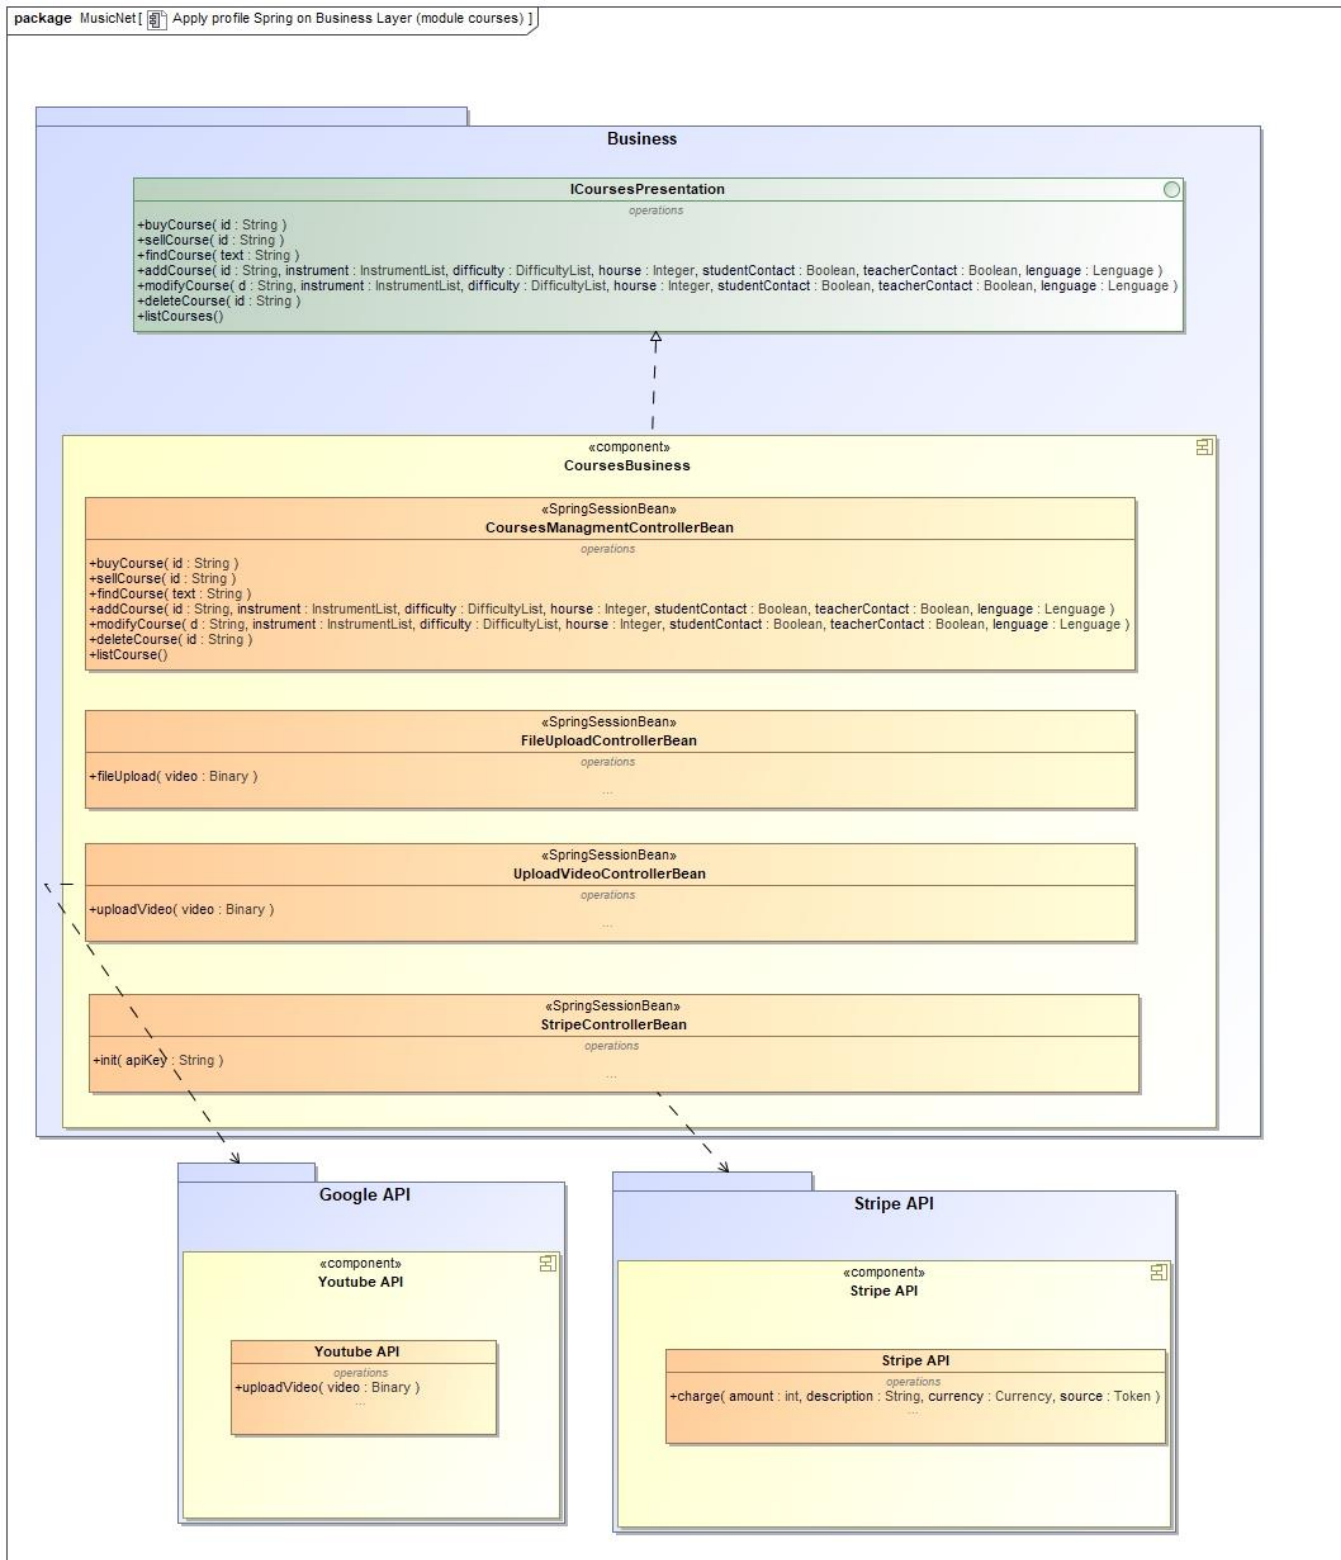 package MusicNet [ Apply profile Spring on Business Layer (module courses) ]
Business
ICoursesPresentation
operations
+buyCourse( id : String )
+sellCourse( id : String )
+findCourse( text : String )
+addCourse( id : String, instrument : InstrumentList, difficulty : DifficultyList, hourse : Integer, studentContact : Boolean, teacherContact : Boolean, lenguage : Lenguage )
+modifyCourse( d : String, instrument : InstrumentList, difficulty : DifficultyList, hourse : Integer, studentContact : Boolean, teacherContact : Boolean, lenguage : Lenguage )
+deleteCourse( id : String )
+listCourses()
«component»
CoursesBusiness
«SpringSessionBean»
CoursesManagmentControllerBean
operations
+buyCourse( id : String )
+sellCourse( id : String )
+findCourse( text : String )
+addCourse( id : String, instrument : InstrumentList, difficulty : DifficultyList, hourse : Integer, studentContact : Boolean, teacherContact : Boolean, lenguage : Lenguage )
+modifyCourse( d : String, instrument : InstrumentList, difficulty : DifficultyList, hourse : Integer, studentContact : Boolean, teacherContact : Boolean, lenguage : Lenguage )
+deleteCourse( id : String )
+listCourse()
«SpringSessionBean»
FileUploadControllerBean
operations
+fileUpload( video : Binary )
...
«SpringSessionBean»
UploadVideoControllerBean
operations
+uploadVideo( video : Binary )
...
«SpringSessionBean»
StripeControllerBean
operations
+init( apiKey : String )
...
Google API
«component»
Youtube API
Youtube API
operations
+uploadVideo( video : Binary )
...
Stripe API
«component»
Stripe API
Stripe API
operations
+charge( amount : int, description : String, currency : Currency, source : Token )
...